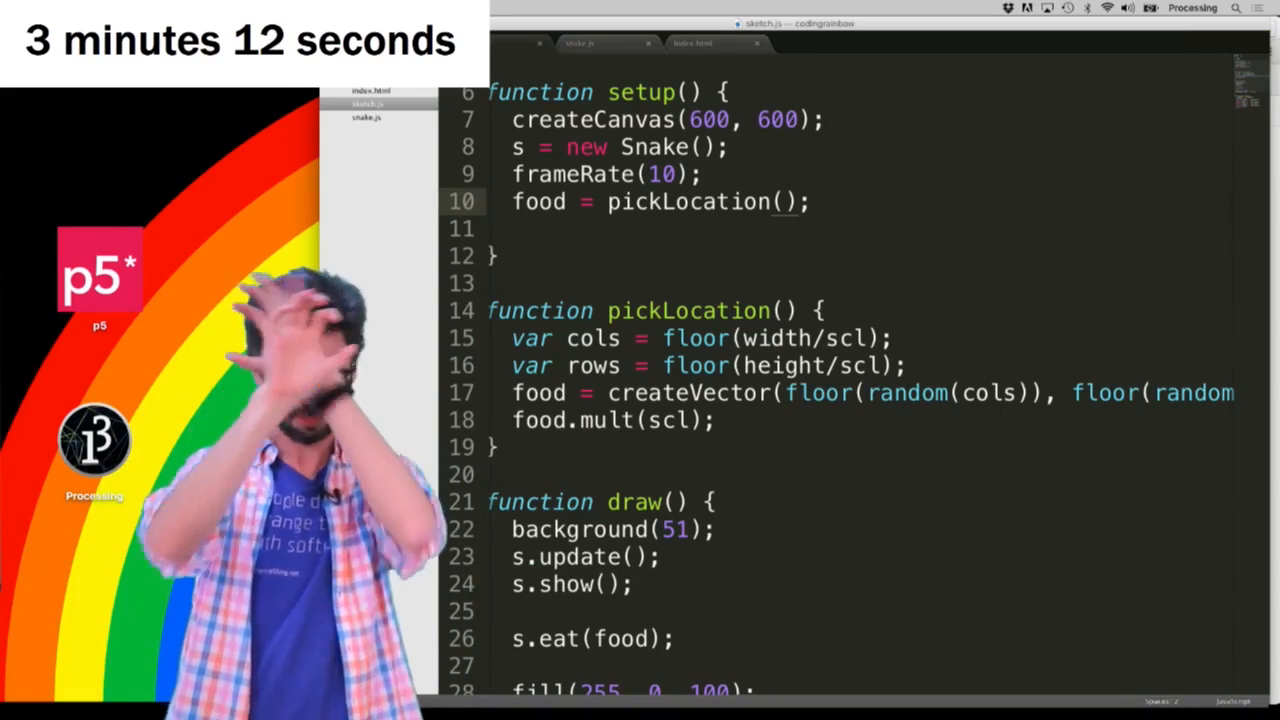 3 minutes 12 seconds
Processing
sketch.js — codingrainbow
snake.js
index.html
index.html
sketch.js
snake.js
6 function setup() {
7 createCanvas(600, 600);
8 s = new Snake();
9 frameRate(10);
10 food = pickLocation();
11
12 }
13
14 function pickLocation() {
15 var cols = floor(width/scl);
16 var rows = floor(height/scl);
17 food = createVector(floor(random(cols)), floor(random
18 food.mult(scl);
19 }
20
21 function draw() {
22 background(51);
23 s.update();
24 s.show();
25
26 s.eat(food);
27
28 fill(255, 0, 100);
p5*
p5
Processing
Spaces: 2
JavaScript